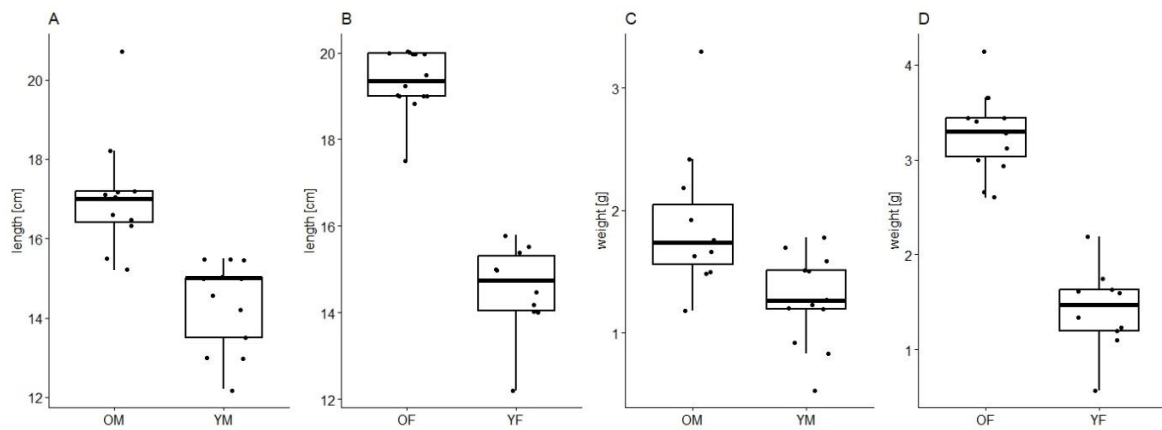 A
length [cm]
20
18
16
14
12
OM YM
B
length [cm]
20
18
16
14
12
OF YF
C
weight [g]
3
2
1
OM YM
D
weight [g]
4
3
2
1
OF YF